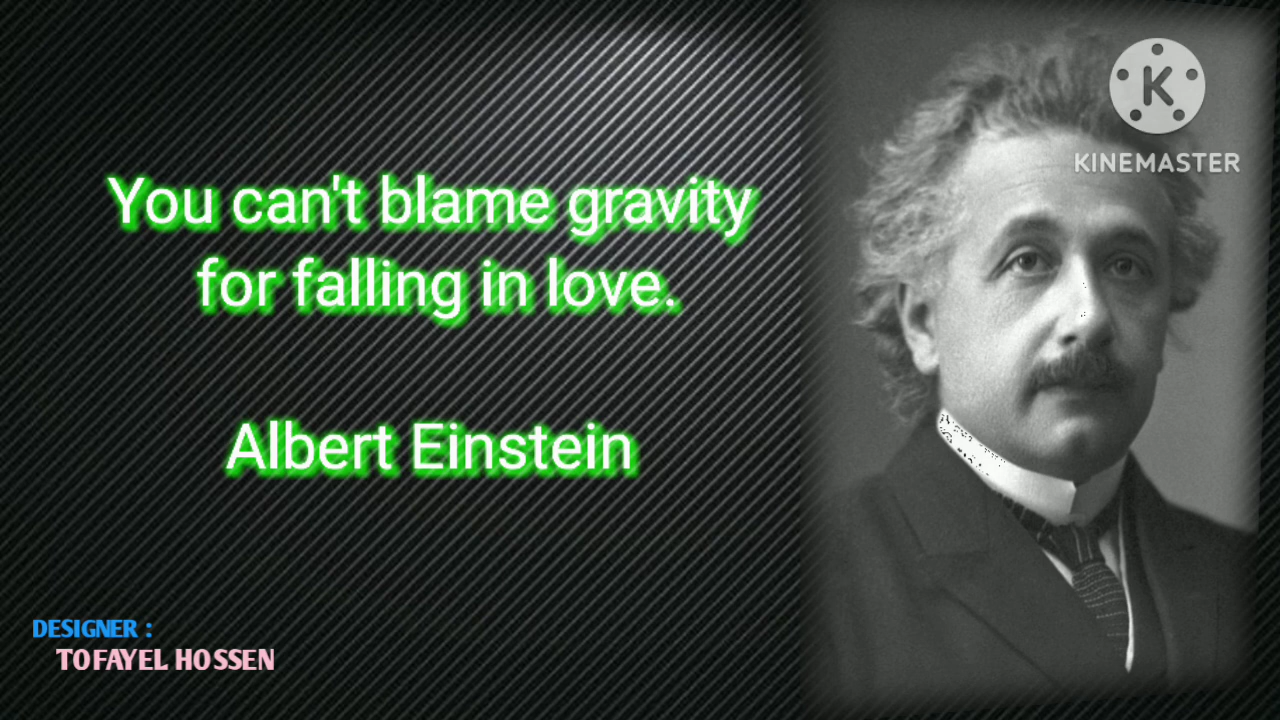 You can't blame gravity
for falling in love.
Albert Einstein
KINEMASTER
DESIGNER :
TOFAYEL HOSSEN